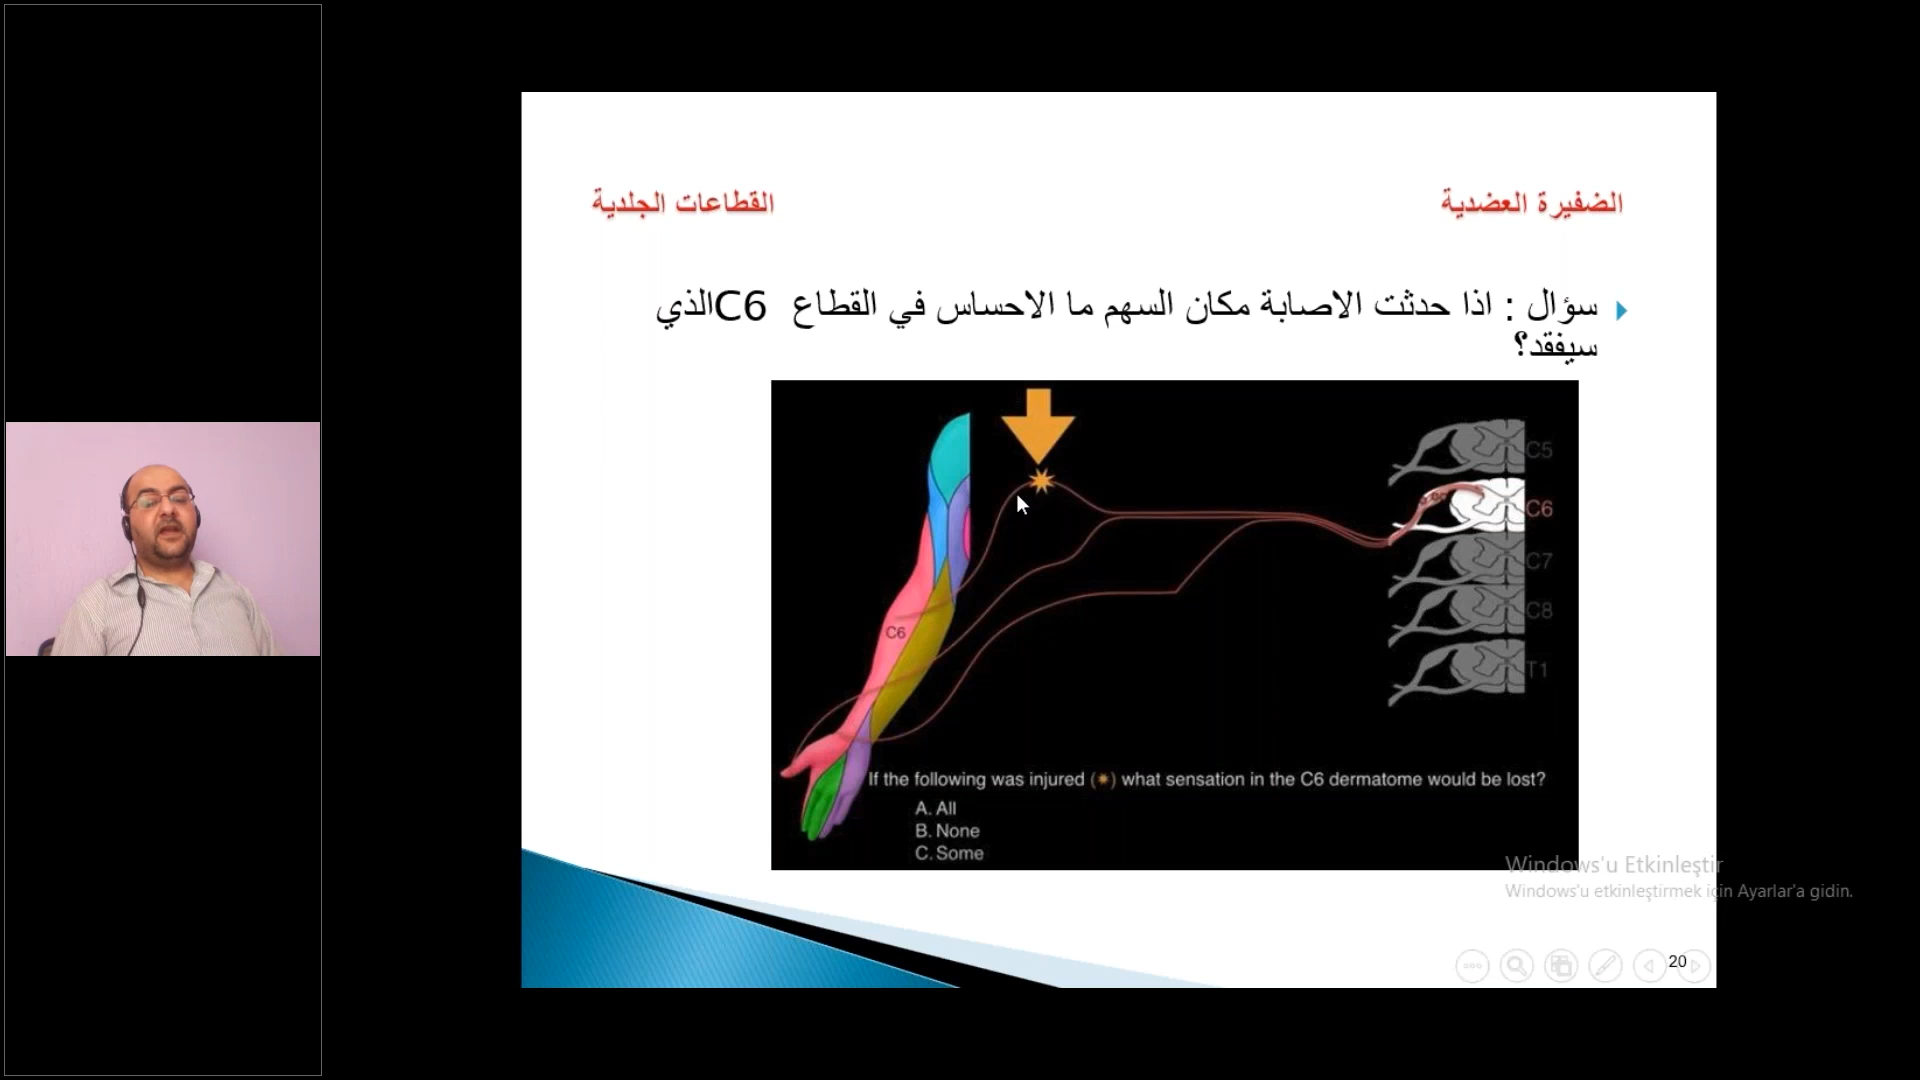 الضفيرة العضدية
القطاعات الجلدية
سؤال : اذا حدثت الاصابة مكان السهم ما الاحساس في القطاع C6الذي
سيفقد؟
C5
C6
C7
C8
T1
C6
If the following was injured (✷) what sensation in the C6 dermatome would be lost?
A. All
B. None
C. Some
Windows'u Etkinleştir
Windows'u etkinleştirmek için Ayarlar'a gidin.
20